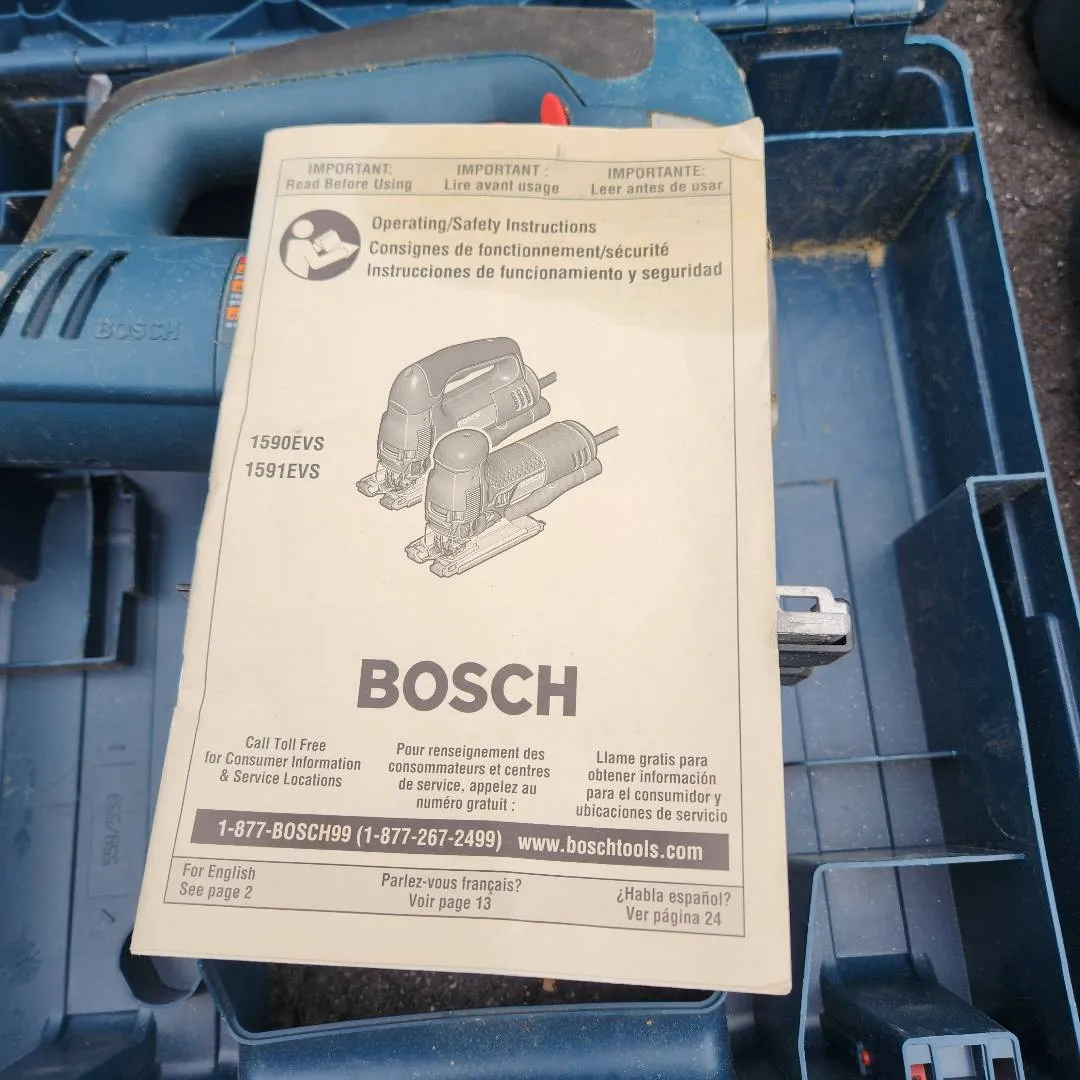 IMPORTANT:
Read Before Using
IMPORTANT :
Lire avant usage
IMPORTANTE:
Leer antes de usar
Operating/Safety Instructions
Consignes de fonctionnement/sécurité
Instrucciones de funcionamiento y seguridad
BOSCH
1590EVS
1591EVS
BOSCH
Call Toll Free
for Consumer Information
& Service Locations
Pour renseignement des
consommateurs et centres
de service, appelez au
numéro gratuit :
Llame gratis para
obtener información
para el consumidor y
ubicaciones de servicio
1-877-BOSCH99 (1-877-267-2499) www.boschtools.com
For English
See page 2
Parlez-vous français?
Voir page 13
¿Habla español?
Ver página 24
558/559